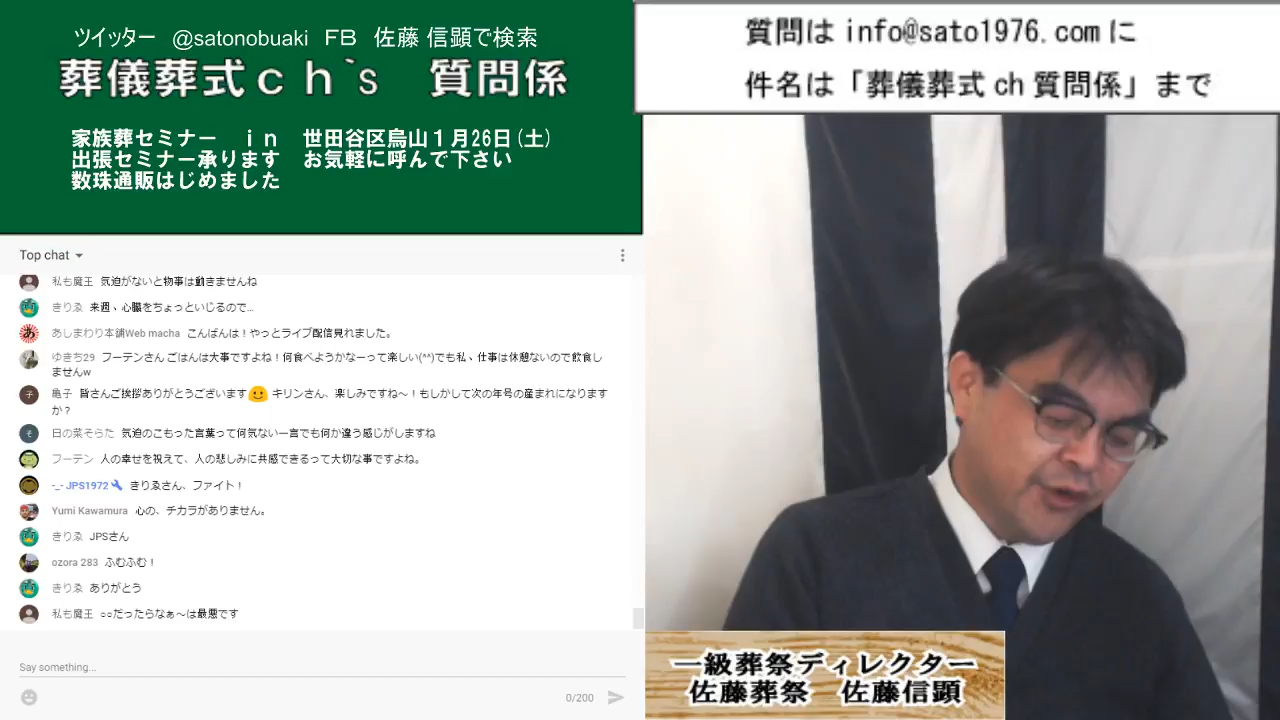 ツイッター @satonobuaki FB 佐藤 信顕で検索
葬儀葬式ch`s 質問係
家族葬セミナー in 世田谷区烏山1月26日(土)
出張セミナー承ります お気軽に呼んで下さい
数珠通販はじめました
質問は info@sato1976.com に
件名は「葬儀葬式 ch 質問係」まで
Top chat
私も魔王 気迫がないと物事は動きませんね
きりゑ 来週、心臓をちょっといじるので...
あしまわり本舗Web macha こんばんは！やっとライブ配信見れました。
ゆきち29 フーテンさん ごはんは大事ですよね！何食べようかなーって楽しい(^^)でも私、仕事は休憩ないので飲食し
ませんw
亀子 皆さんご挨拶ありがとうございます キリンさん、楽しみですね〜！もしかして次の年号の産まれになります
か？
日の菜そらた 気迫のこもった言葉って何気ない一言でも何か違う感じがしますね
フーテン 人の幸せを視えて、人の悲しみに共感できるって大切な事ですよね。
-_- JPS1972 きりゑさん、ファイト！
Yumi Kawamura 心の、チカラがありません。
きりゑ JPSさん
ozora 283 ふむふむ！
きりゑ ありがとう
私も魔王 ○○だったらなぁ〜は最悪です
Say something...
0/200
一級葬祭ディレクター
佐藤葬祭 佐藤信顕